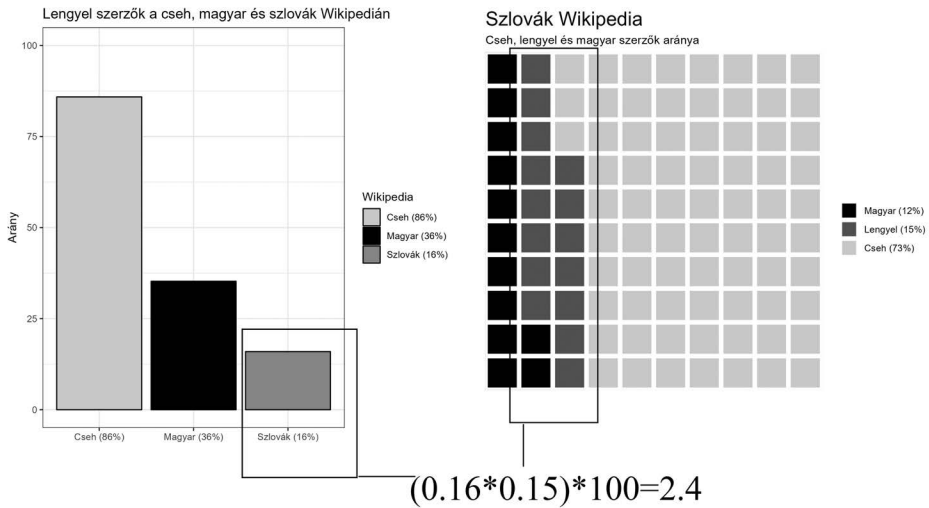 Lengyel szerzők a cseh, magyar és szlovák Wikipedián
Arány
100
75
50
25
0
Cseh (86%)
Magyar (36%)
Szlovák (16%)
Wikipedia
Cseh (86%)
Magyar (36%)
Szlovák (16%)
Szlovák Wikipedia
Cseh, lengyel és magyar szerzők aránya
Magyar (12%)
Lengyel (15%)
Cseh (73%)
(0.16*0.15)*100=2.4